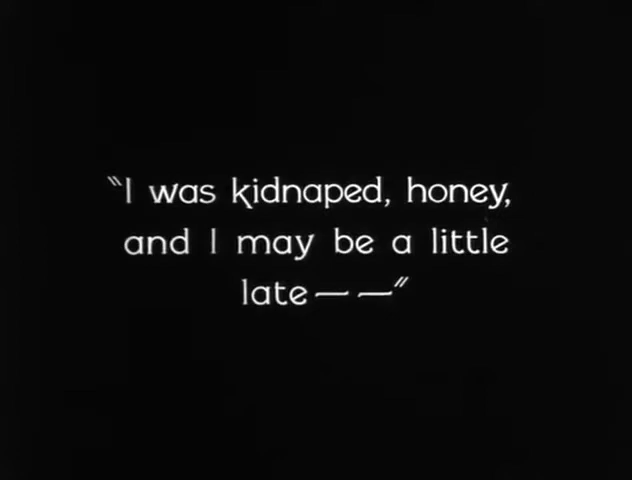 "I was kidnaped, honey,
and I may be a little
late— —"